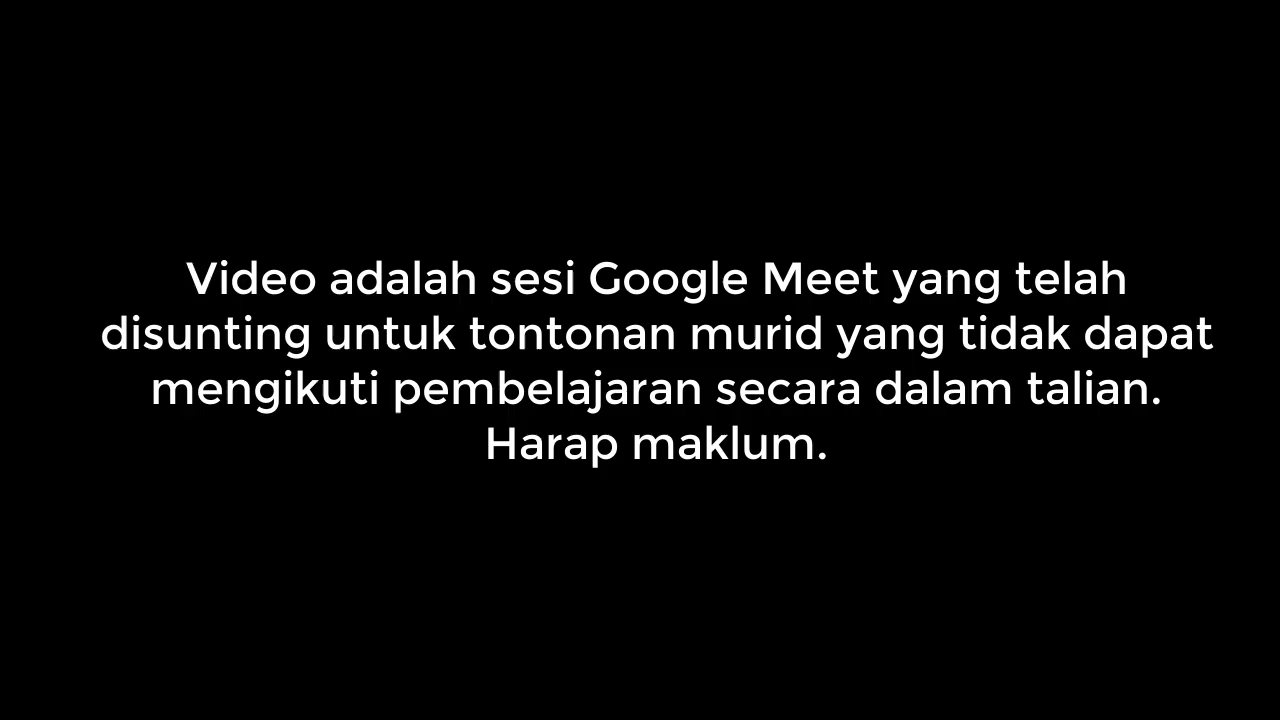 Video adalah sesi Google Meet yang telah
disunting untuk tontonan murid yang tidak dapat
mengikuti pembelajaran secara dalam talian.
Harap maklum.